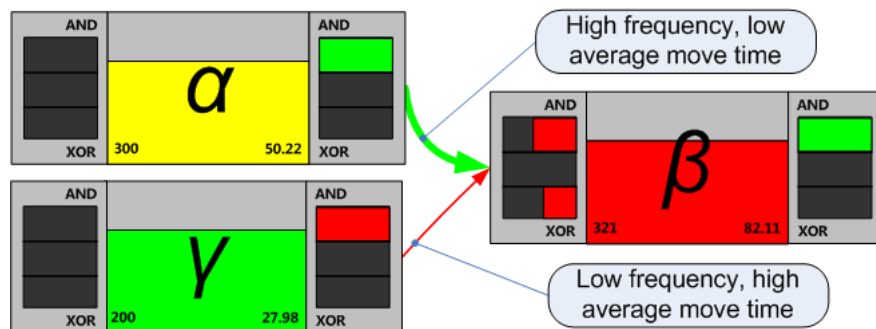 AND
α
300 50.22
XOR
AND
XOR
High frequency, low
average move time
AND
XOR
β
321 82.11
AND
XOR
AND
XOR
γ
200 27.98
AND
XOR
Low frequency, high
average move time